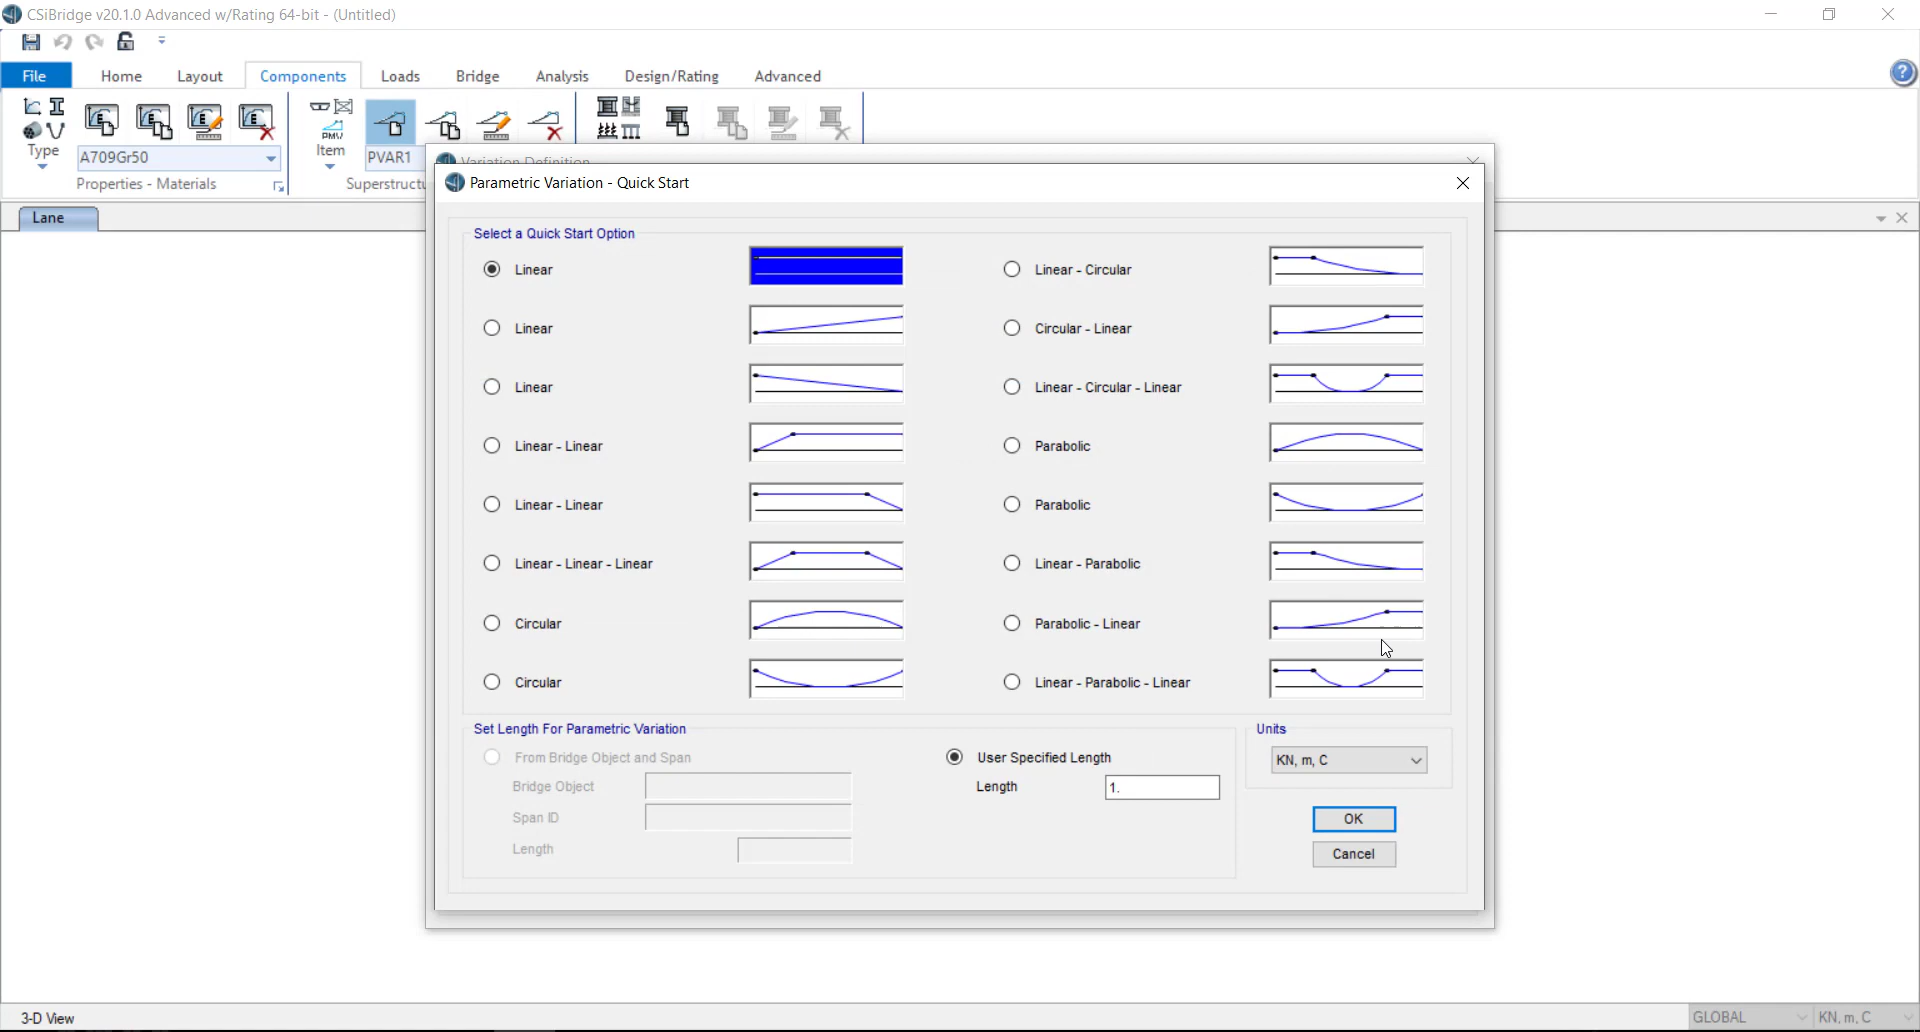 CSiBridge v20.1.0 Advanced w/Rating 64-bit - (Untitled)
File Home Layout Components Loads Bridge Analysis Design/Rating Advanced
Type
A709Gr50
Properties - Materials
PMV
Item
PVAR1
Superstructu
Lane
Variation Definition
Parametric Variation - Quick Start
Select a Quick Start Option
Linear
Linear
Linear
Linear - Linear
Linear - Linear
Linear - Linear - Linear
Circular
Circular
Linear - Circular
Circular - Linear
Linear - Circular - Linear
Parabolic
Parabolic
Linear - Parabolic
Parabolic - Linear
Linear - Parabolic - Linear
Set Length For Parametric Variation
From Bridge Object and Span
Bridge Object
Span ID
Length
User Specified Length
Length 1.
Units
KN, m, C
OK
Cancel
3-D View
GLOBAL
KN, m, C